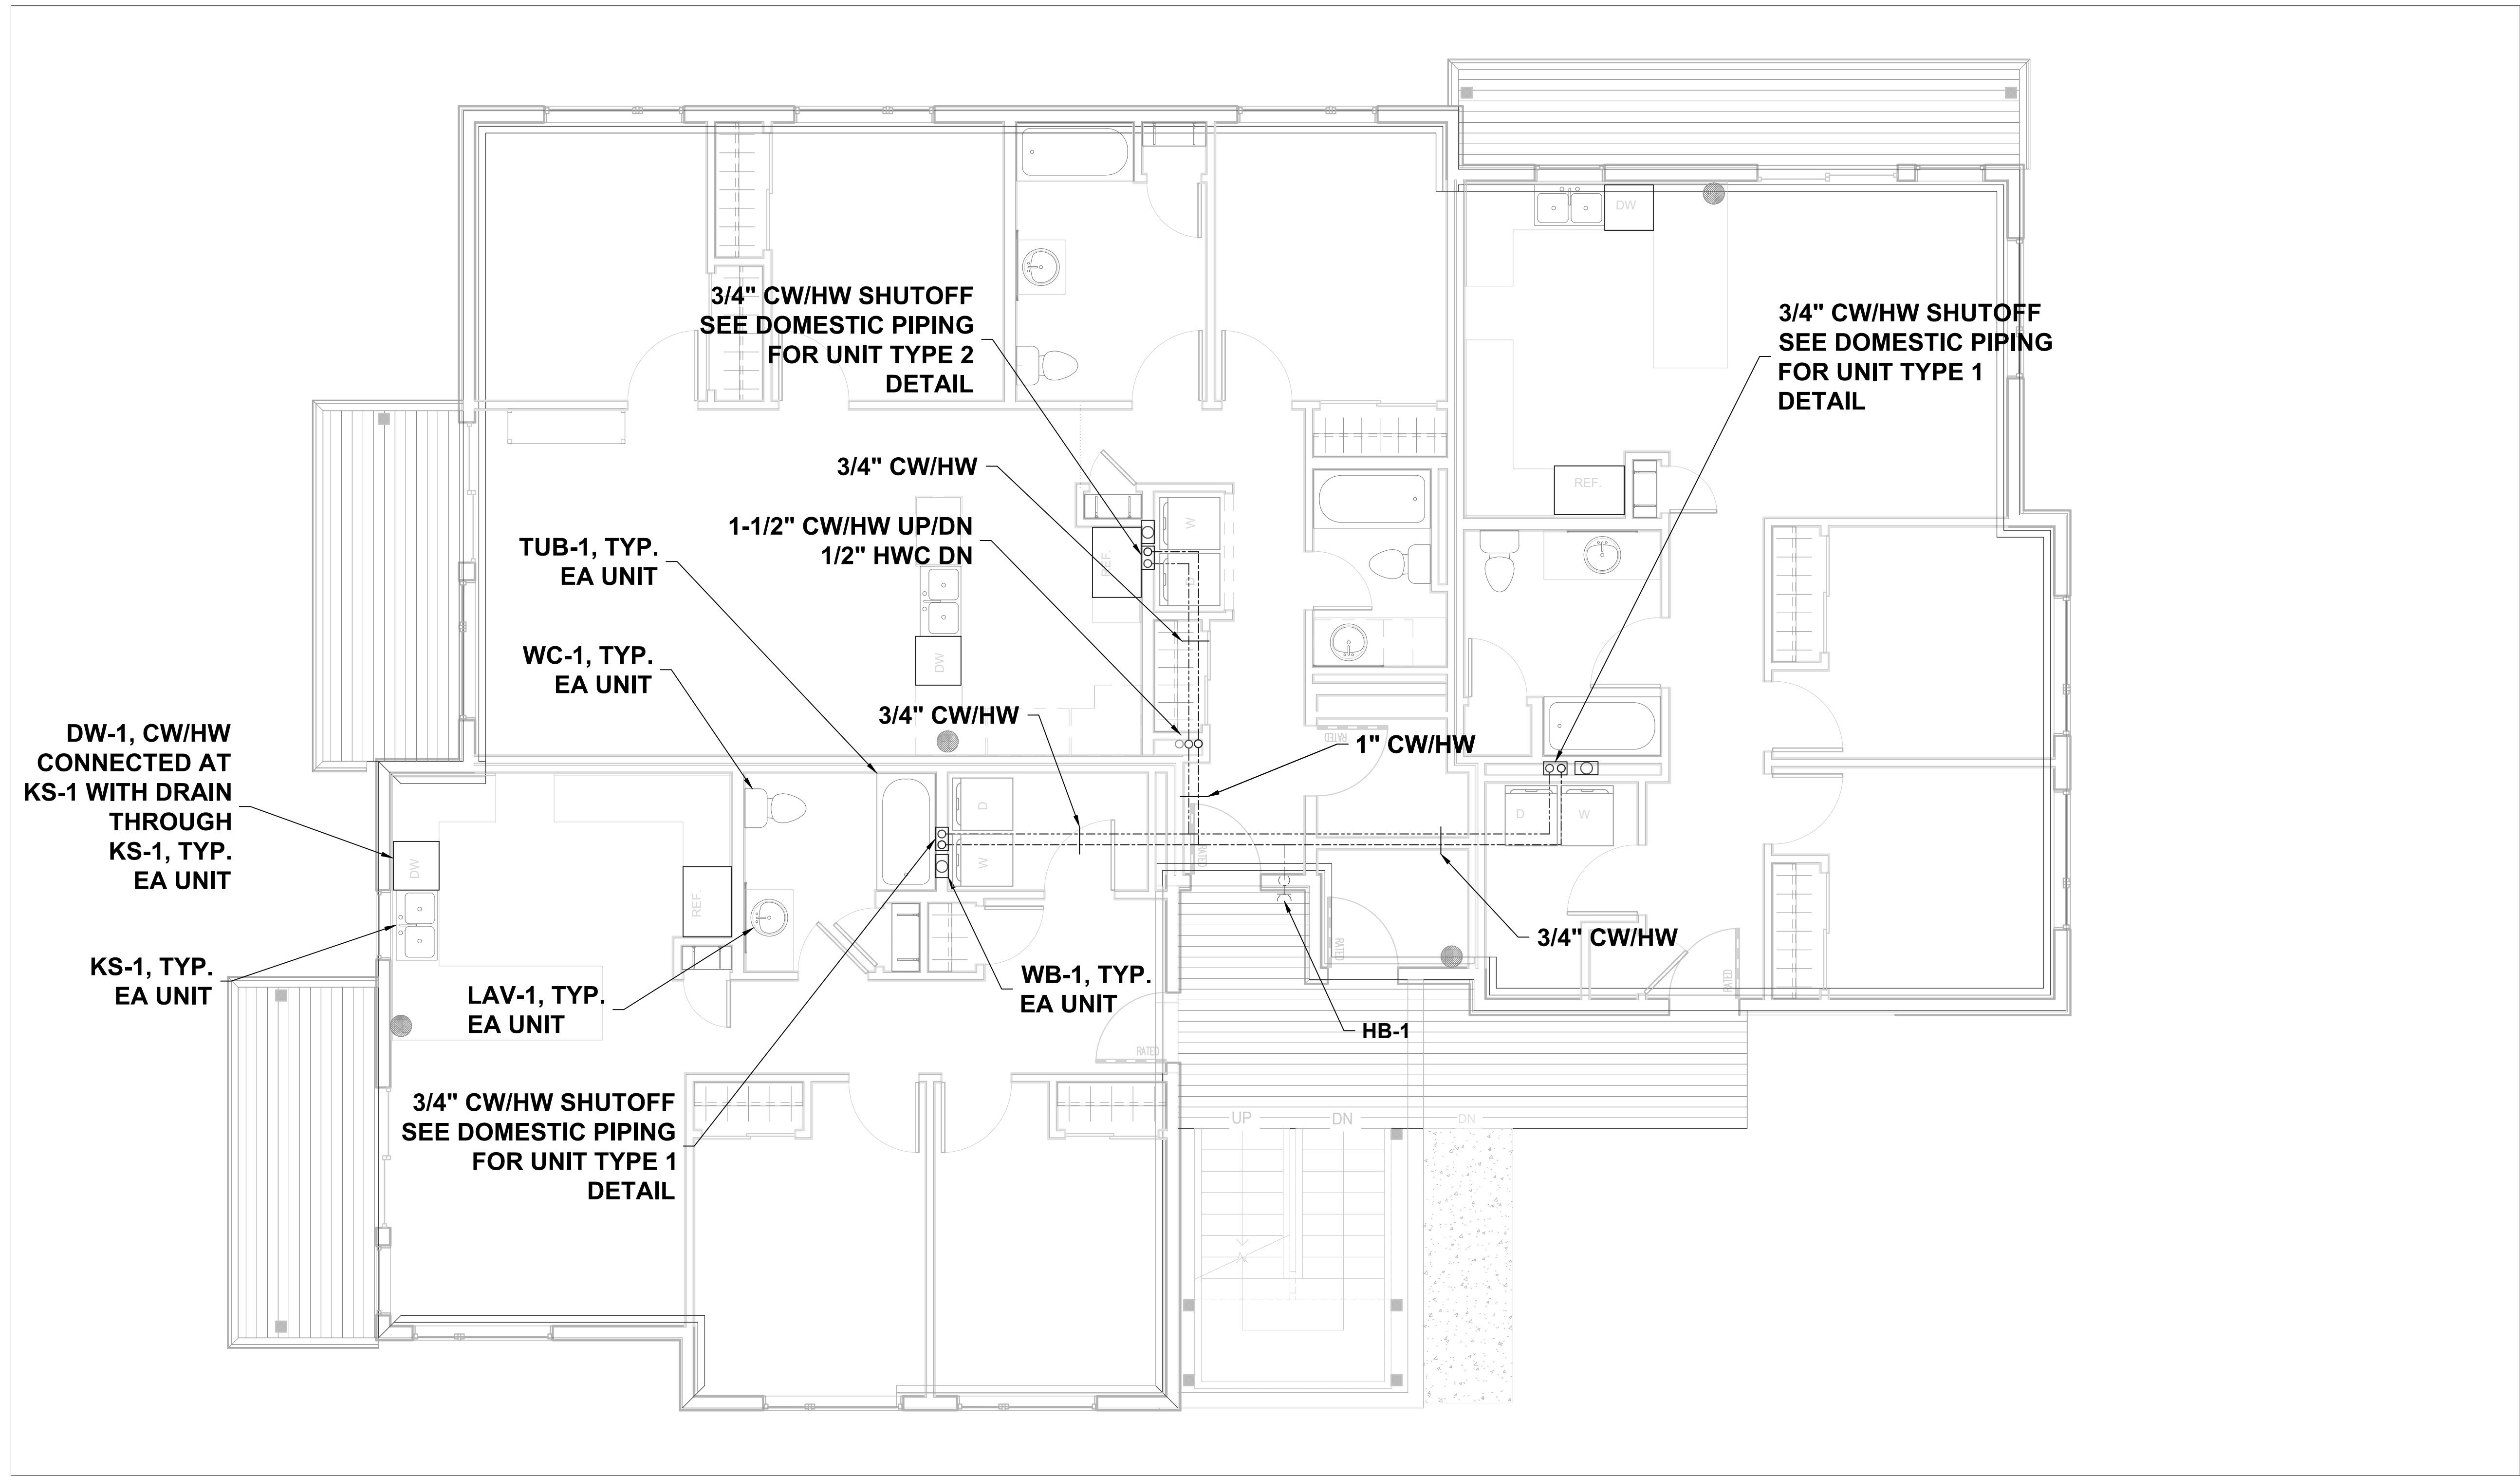 3/4" CW/HW SHUTOFF
SEE DOMESTIC PIPING
FOR UNIT TYPE 2
DETAIL
3/4" CW/HW SHUTOFF
SEE DOMESTIC PIPING
FOR UNIT TYPE 1
DETAIL
DW
REF.
3/4" CW/HW
1-1/2" CW/HW UP/DN
1/2" HWC DN
TUB-1, TYP.
EA UNIT
WC-1, TYP.
EA UNIT
REF.
W
D
DW
3/4" CW/HW
1" CW/HW
RATED
DW-1, CW/HW
CONNECTED AT
KS-1 WITH DRAIN
THROUGH
KS-1, TYP.
EA UNIT
KS-1, TYP.
EA UNIT
DW
REF.
D
W
D
W
RATED
RATED
RATED
3/4" CW/HW
LAV-1, TYP.
EA UNIT
WB-1, TYP.
EA UNIT
HB-1
RATED
3/4" CW/HW SHUTOFF
SEE DOMESTIC PIPING
FOR UNIT TYPE 1
DETAIL
UP
DN
DN